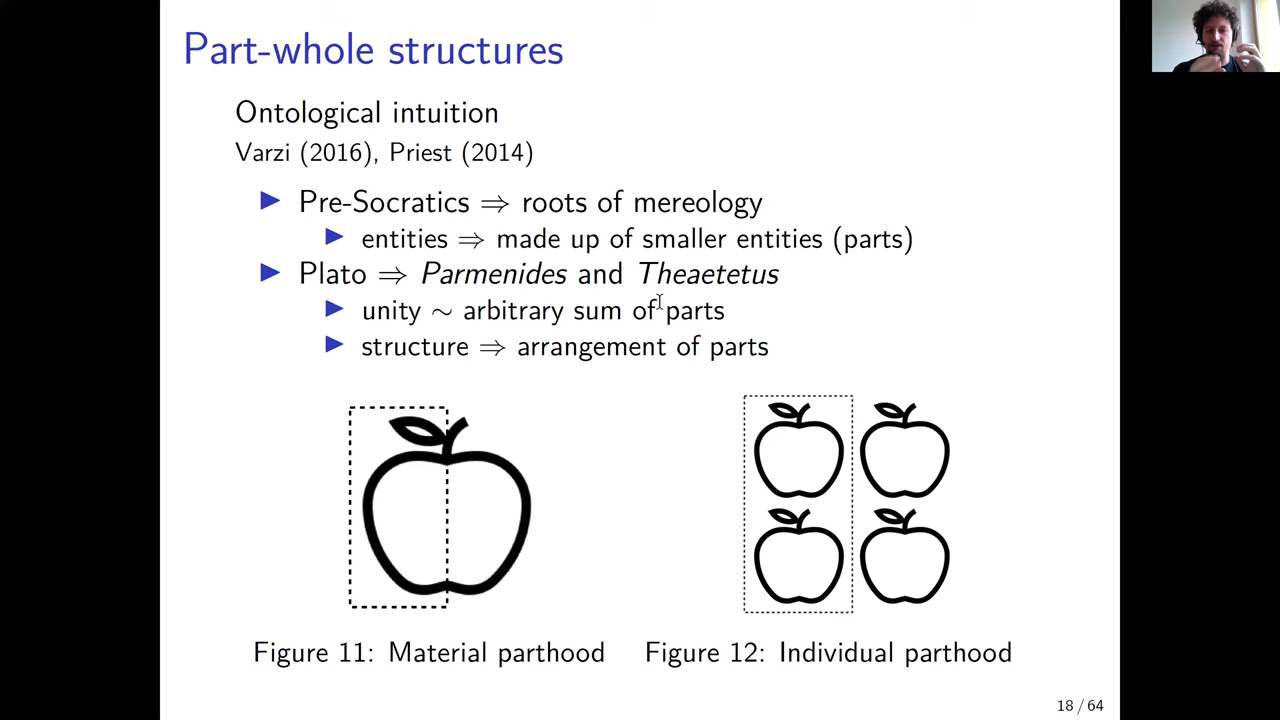 Part-whole structures
Ontological intuition
Varzi (2016), Priest (2014)
▶ Pre-Socratics ⇒ roots of mereology
▶ entities ⇒ made up of smaller entities (parts)
▶ Plato ⇒ Parmenides and Theaetetus
▶ unity ∼ arbitrary sum of parts
▶ structure ⇒ arrangement of parts
Figure 11: Material parthood
Figure 12: Individual parthood
18 / 64